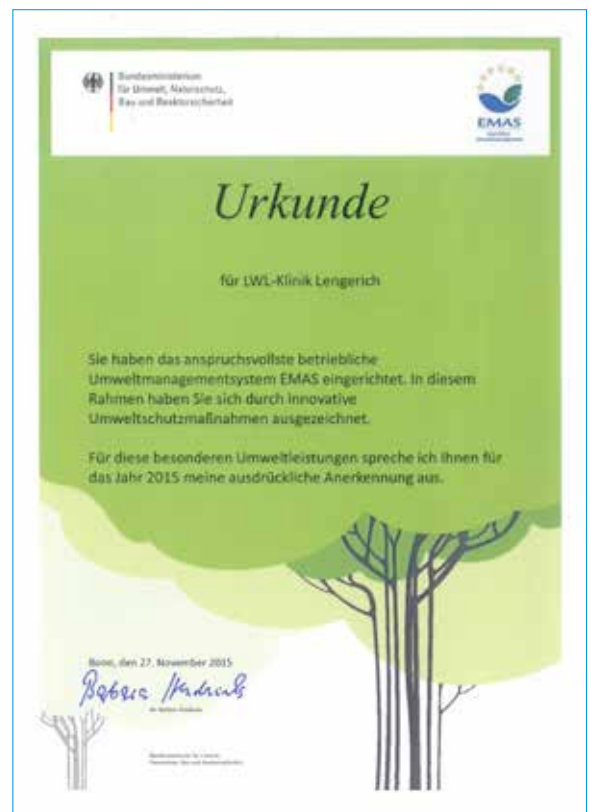 Bundesministerium
für Umwelt, Naturschutz,
Bau und Reaktorsicherheit
EMAS
Urkunde
für LWL-Klinik Lengerich
Sie haben das anspruchsvollste betriebliche
Umweltmanagementsystem EMAS eingerichtet. In diesem
Rahmen haben Sie sich durch innovative
Umweltschutzmaßnahmen ausgezeichnet.
Für diese besonderen Umweltleistungen spreche ich Ihnen für
das Jahr 2015 meine ausdrückliche Anerkennung aus.
Bonn, den 27. November 2015
Barbara Hendricks